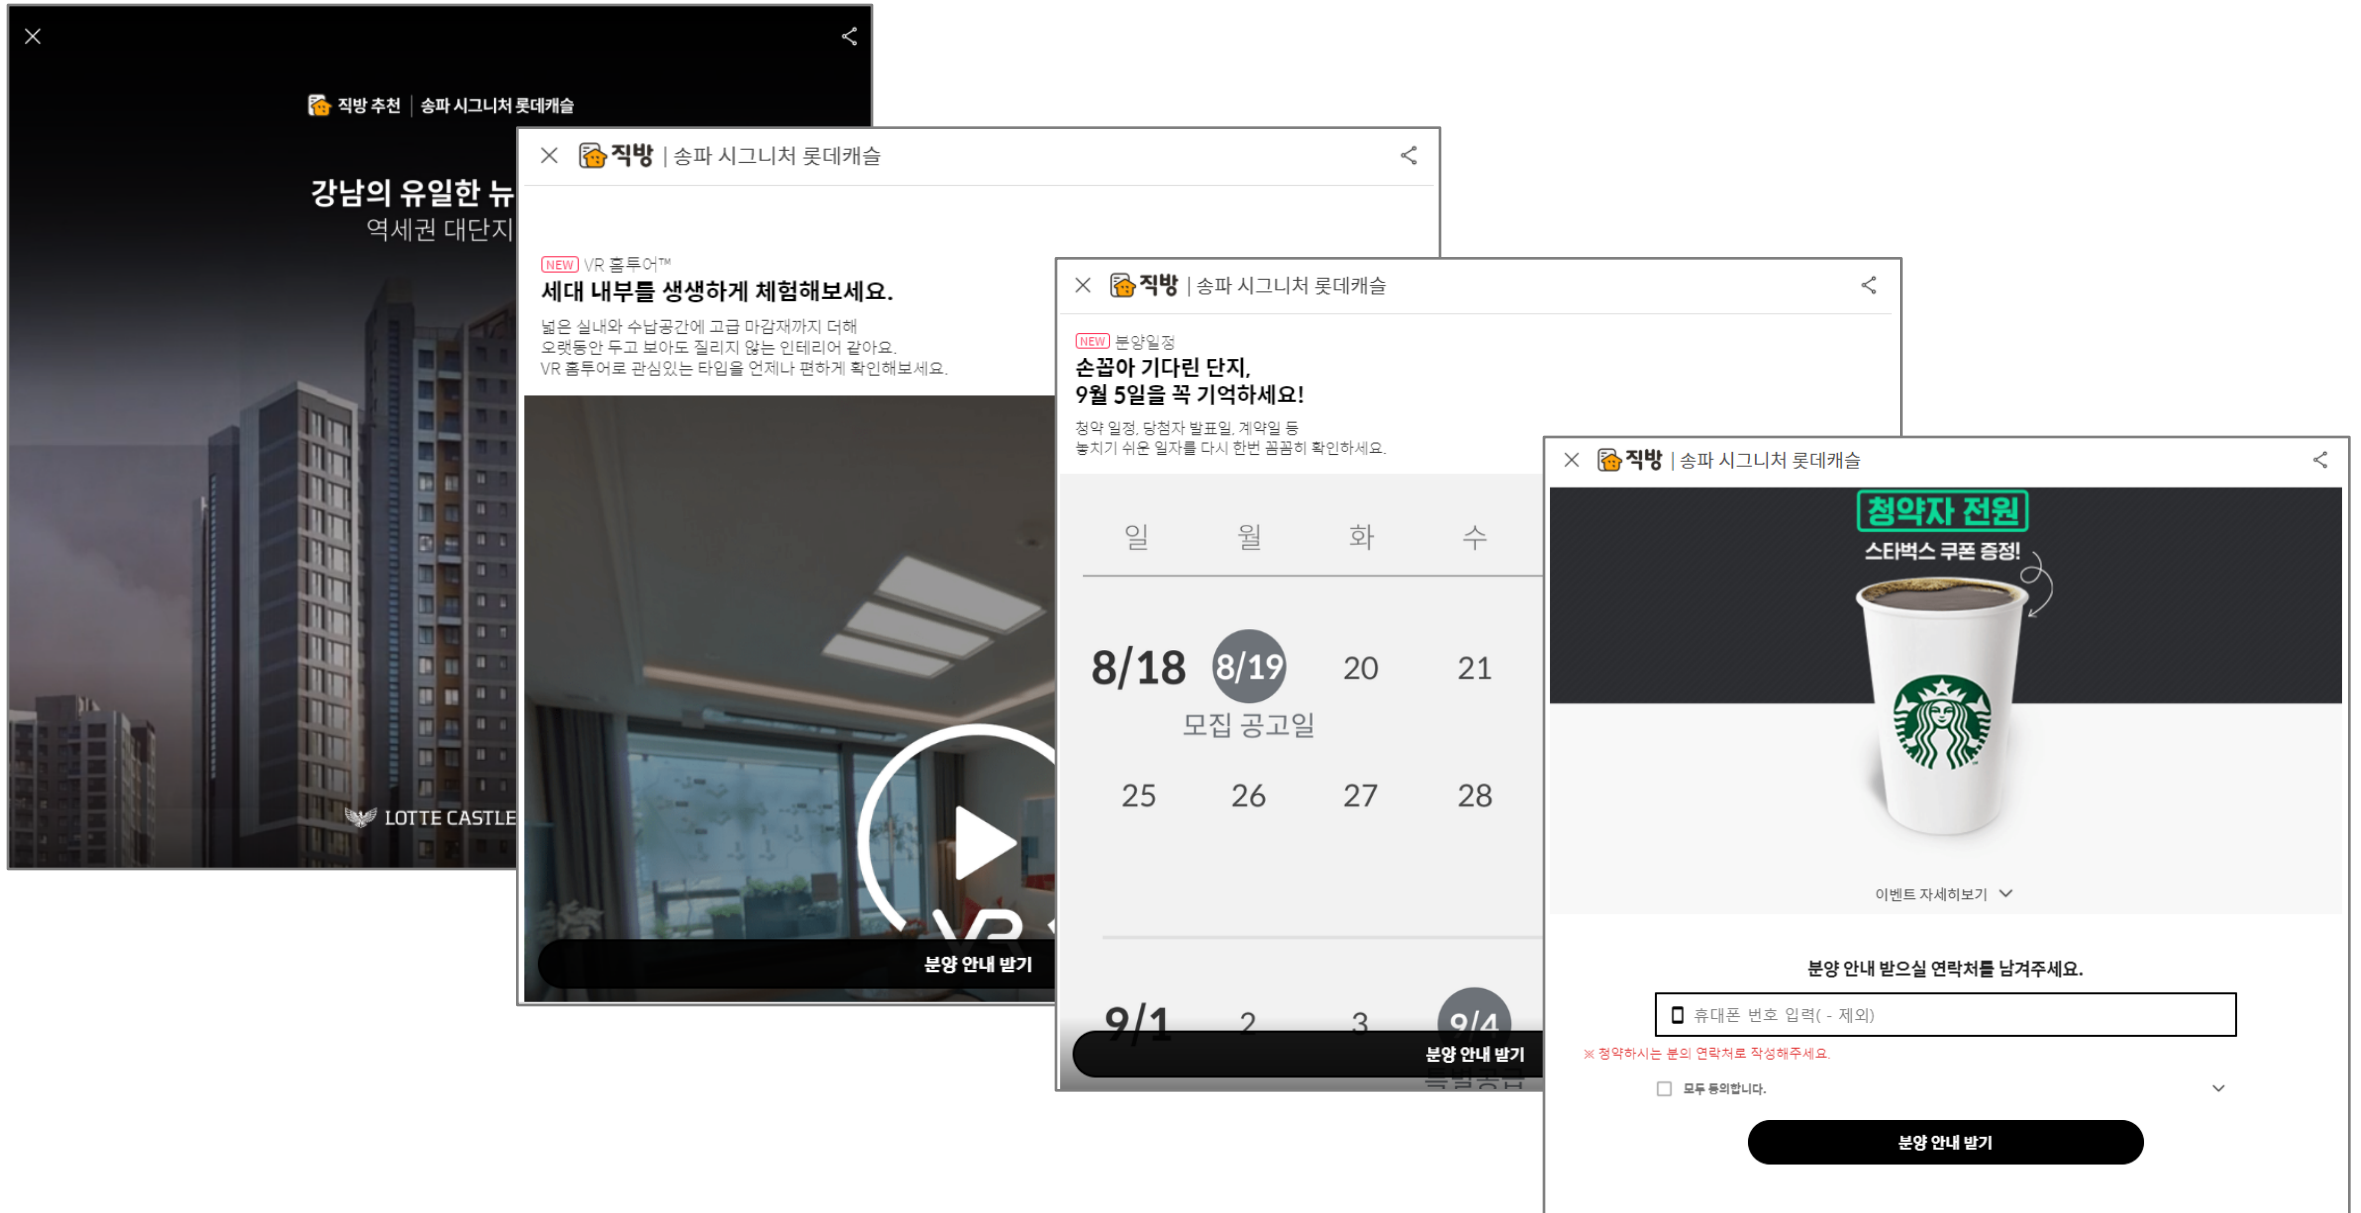 직방 추천 | 송파 시그니처 롯데캐슬
강남의 유일한 뉴
역세권 대단지
LOTTE CASTLE
직방 | 송파 시그니처 롯데캐슬
NEW VR 홈투어™
세대 내부를 생생하게 체험해보세요.
넓은 실내와 수납공간에 고급 마감재까지 더해
오랫동안 두고 보아도 질리지 않는 인테리어 같아요.
VR 홈투어로 관심있는 타입을 언제나 편하게 확인해보세요.
VR
분양 안내 받기
직방 | 송파 시그니처 롯데캐슬
NEW 분양일정
손꼽아 기다린 단지,
9월 5일을 꼭 기억하세요!
청약 일정, 당첨자 발표일, 계약일 등
놓치기 쉬운 일자를 다시 한번 꼼꼼히 확인하세요.
일 월 화 수
8/18 8/19 20 21
모집 공고일
25 26 27 28
9/1 2 3 9/4
분양 안내 받기
특별공급
직방 | 송파 시그니처 롯데캐슬
청약자 전원
스타벅스 쿠폰 증정!
이벤트 자세히보기
분양 안내 받으실 연락처를 남겨주세요.
휴대폰 번호 입력( - 제외)
※ 청약하시는 분의 연락처로 작성해주세요.
모두 동의합니다.
분양 안내 받기